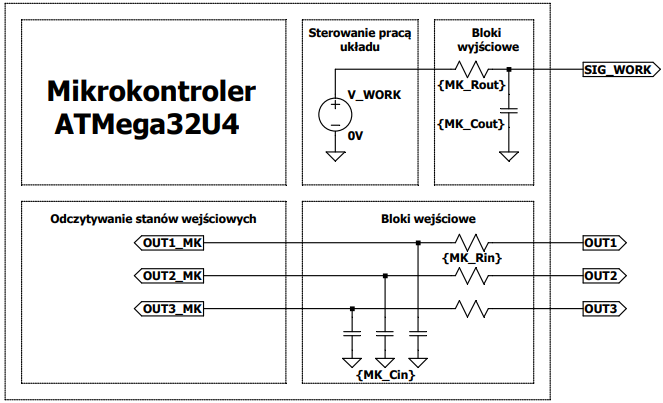 Mikrokontroler
ATMega32U4
Sterowanie pracą
układu
V_WORK
0V
Bloki
wyjściowe
{MK_Rout}
{MK_Cout}
SIG_WORK
Odczytywanie stanów wejściowych
OUT1_MK
OUT2_MK
OUT3_MK
Bloki wejściowe
{MK_Rin}
{MK_Cin}
OUT1
OUT2
OUT3